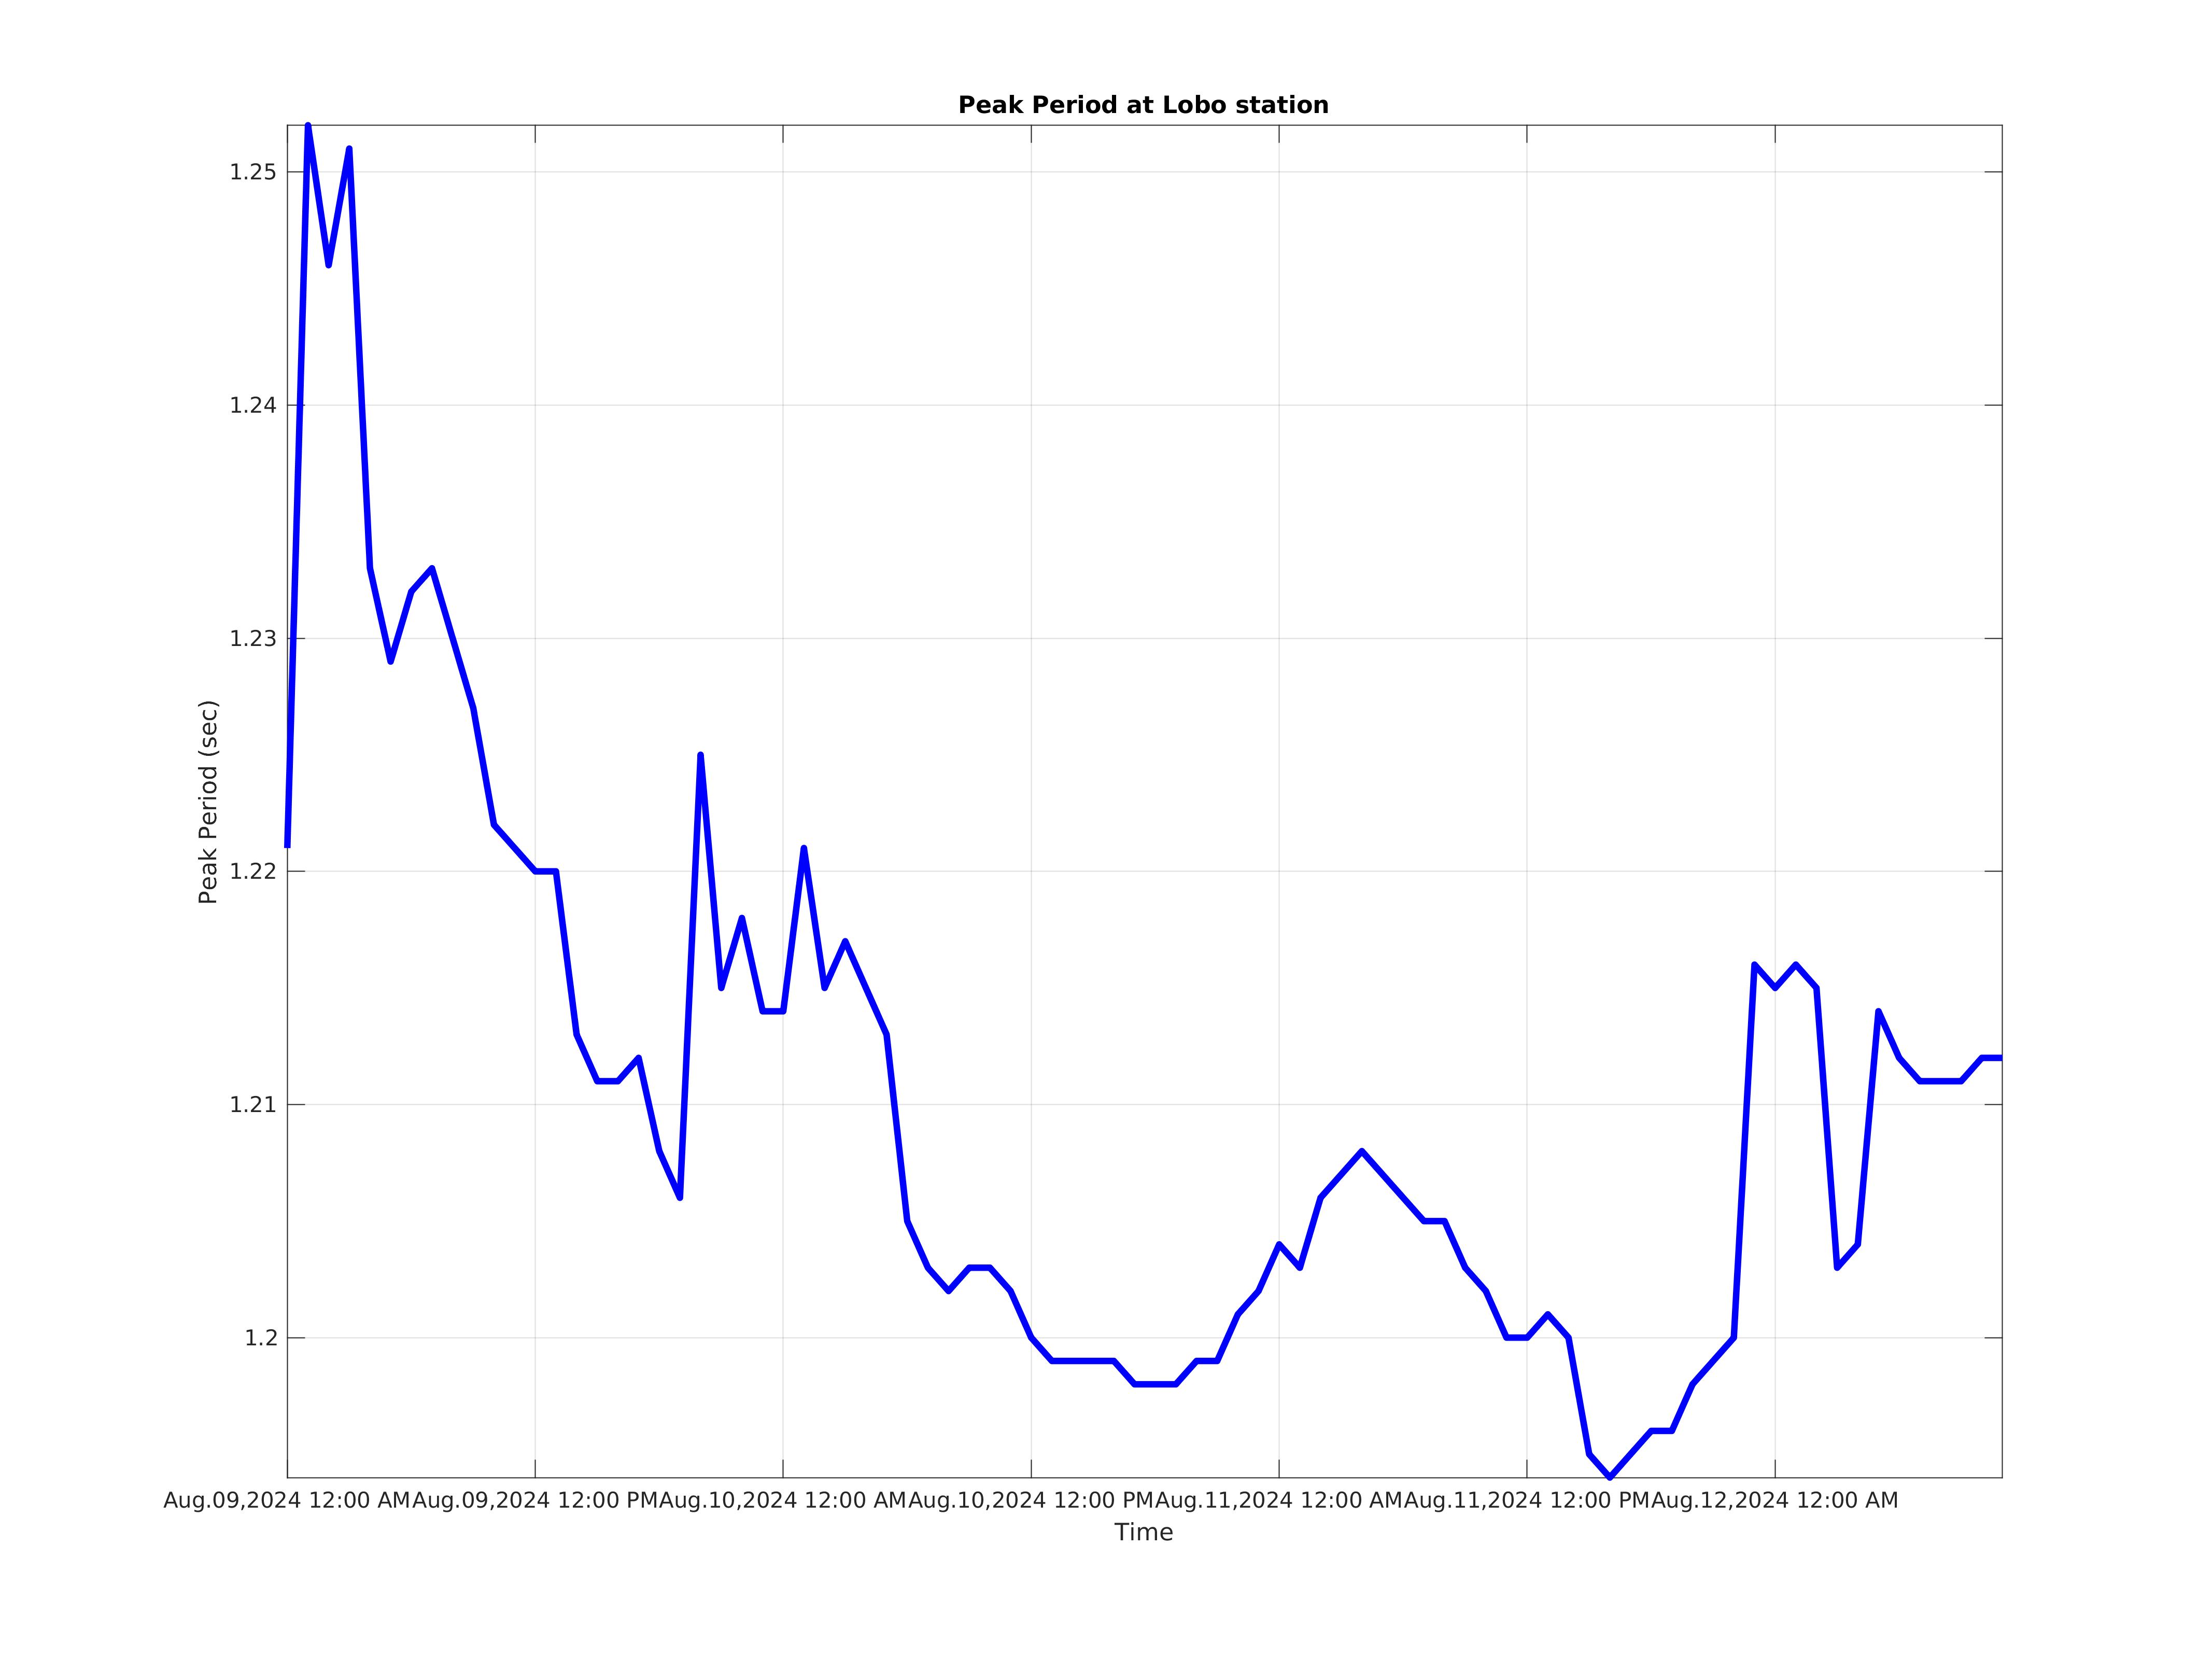 Peak Period at Lobo station
1.25
1.24
1.23
1.22
1.21
1.2
Peak Period (sec)
Aug.09,2024 12:00 AM Aug.09,2024 12:00 PM Aug.10,2024 12:00 AM Aug.10,2024 12:00 PM Aug.11,2024 12:00 AM Aug.11,2024 12:00 PM Aug.12,2024 12:00 AM
Time